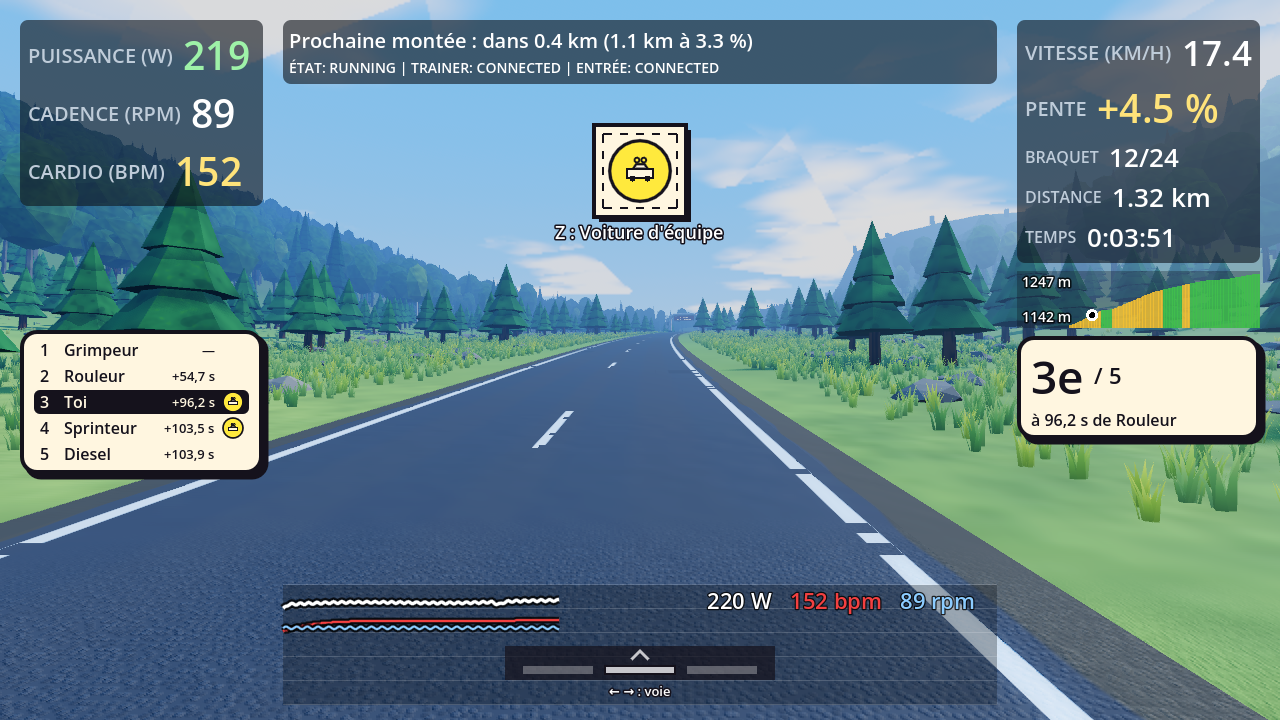 PUISSANCE (W) 219
CADENCE (RPM) 89
CARDIO (BPM) 152
Prochaine montée : dans 0.4 km (1.1 km à 3.3 %)
ÉTAT: RUNNING | TRAINER: CONNECTED | ENTRÉE: CONNECTED
VITESSE (KM/H) 17.4
PENTE +4.5 %
BRAQUET 12/24
DISTANCE 1.32 km
TEMPS 0:03:51
Z : Voiture d'équipe
1247 m
1142 m
1 Grimpeur —
2 Rouleur +54,7 s
3 Toi +96,2 s
4 Sprinteur +103,5 s
5 Diesel +103,9 s
3e / 5
à 96,2 s de Rouleur
220 W 152 bpm 89 rpm
← → : voie